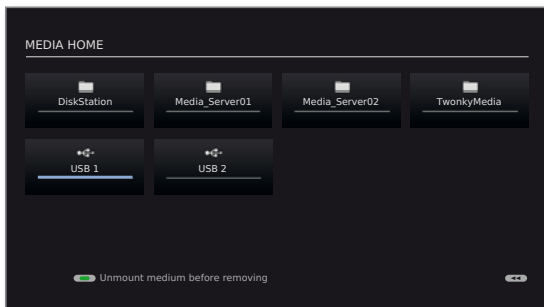 MEDIA HOME
DiskStation
Media_Server01
Media_Server02
TwonkyMedia
USB 1
USB 2
Unmount medium before removing